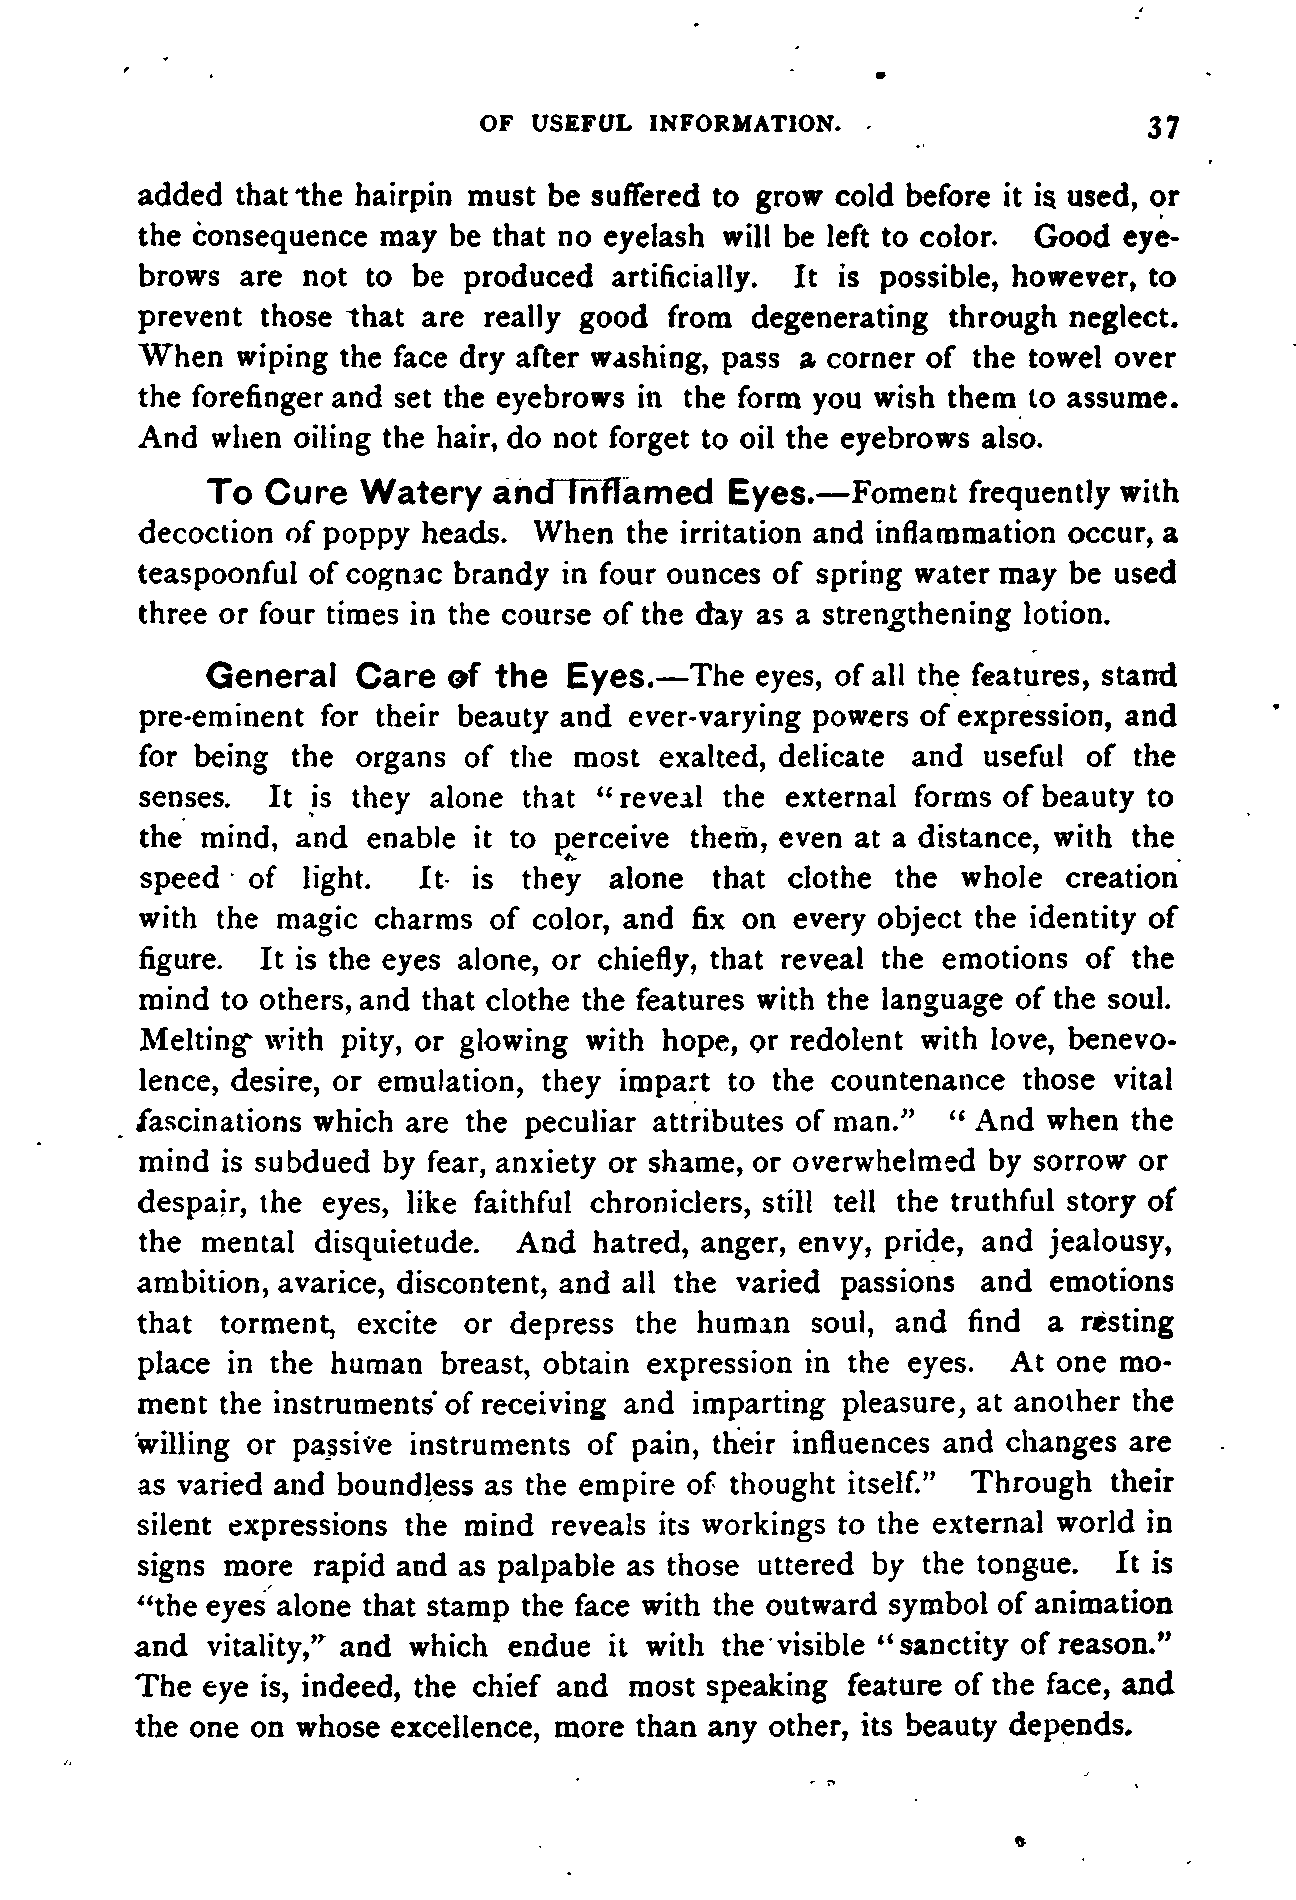 OF USEFUL INFORMATION. 37
added that the hairpin must be suffered to grow cold before it is used, or
the consequence may be that no eyelash will be left to color. Good eye-
brows are not to be produced artificially. It is possible, however, to
prevent those that are really good from degenerating through neglect.
When wiping the face dry after washing, pass a corner of the towel over
the forefinger and set the eyebrows in the form you wish them to assume.
And when oiling the hair, do not forget to oil the eyebrows also.
To Cure Watery and Inflamed Eyes.—Foment frequently with
decoction of poppy heads. When the irritation and inflammation occur, a
teaspoonful of cognac brandy in four ounces of spring water may be used
three or four times in the course of the day as a strengthening lotion.
General Care of the Eyes.—The eyes, of all the features, stand
pre-eminent for their beauty and ever-varying powers of expression, and
for being the organs of the most exalted, delicate and useful of the
senses. It is they alone that “reveal the external forms of beauty to
the mind, and enable it to perceive them, even at a distance, with the
speed of light. It is they alone that clothe the whole creation
with the magic charms of color, and fix on every object the identity of
figure. It is the eyes alone, or chiefly, that reveal the emotions of the
mind to others, and that clothe the features with the language of the soul.
Melting with pity, or glowing with hope, or redolent with love, benevo-
lence, desire, or emulation, they impart to the countenance those vital
fascinations which are the peculiar attributes of man.” “And when the
mind is subdued by fear, anxiety or shame, or overwhelmed by sorrow or
despair, the eyes, like faithful chroniclers, still tell the truthful story of
the mental disquietude. And hatred, anger, envy, pride, and jealousy,
ambition, avarice, discontent, and all the varied passions and emotions
that torment, excite or depress the human soul, and find a resting
place in the human breast, obtain expression in the eyes. At one mo-
ment the instruments of receiving and imparting pleasure, at another the
willing or passive instruments of pain, their influences and changes are
as varied and boundless as the empire of thought itself.” Through their
silent expressions the mind reveals its workings to the external world in
signs more rapid and as palpable as those uttered by the tongue. It is
“the eyes alone that stamp the face with the outward symbol of animation
and vitality,” and which endue it with the visible “sanctity of reason.”
The eye is, indeed, the chief and most speaking feature of the face, and
the one on whose excellence, more than any other, its beauty depends.